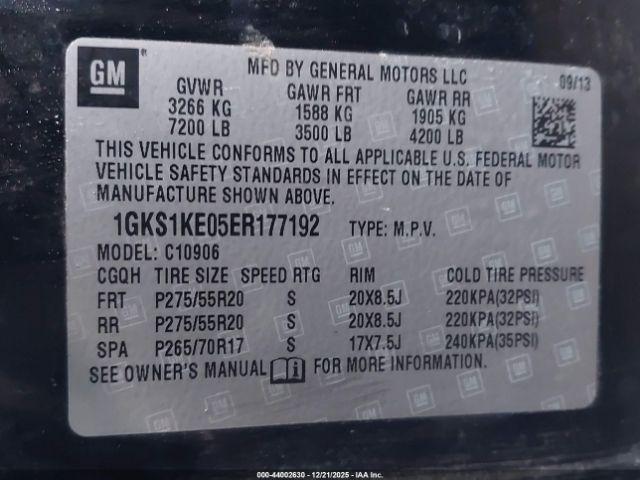 GM ®
MFD BY GENERAL MOTORS LLC
09/13
GVWR GAWR FRT GAWR RR
3266 KG 1588 KG 1905 KG
7200 LB 3500 LB 4200 LB
THIS VEHICLE CONFORMS TO ALL APPLICABLE U.S. FEDERAL MOTOR
VEHICLE SAFETY STANDARDS IN EFFECT ON THE DATE OF
MANUFACTURE SHOWN ABOVE.
1GKS1KE05ER177192 TYPE: M.P.V.
MODEL: C10906
CGQH TIRE SIZE SPEED RTG RIM COLD TIRE PRESSURE
FRT P275/55R20 S 20X8.5J 220KPA(32PSI)
RR P275/55R20 S 20X8.5J 220KPA(32PSI)
SPA P265/70R17 S 17X7.5J 240KPA(35PSI)
SEE OWNER'S MANUAL FOR MORE INFORMATION.
000-44002630 - 12/21/2025 - IAA Inc.